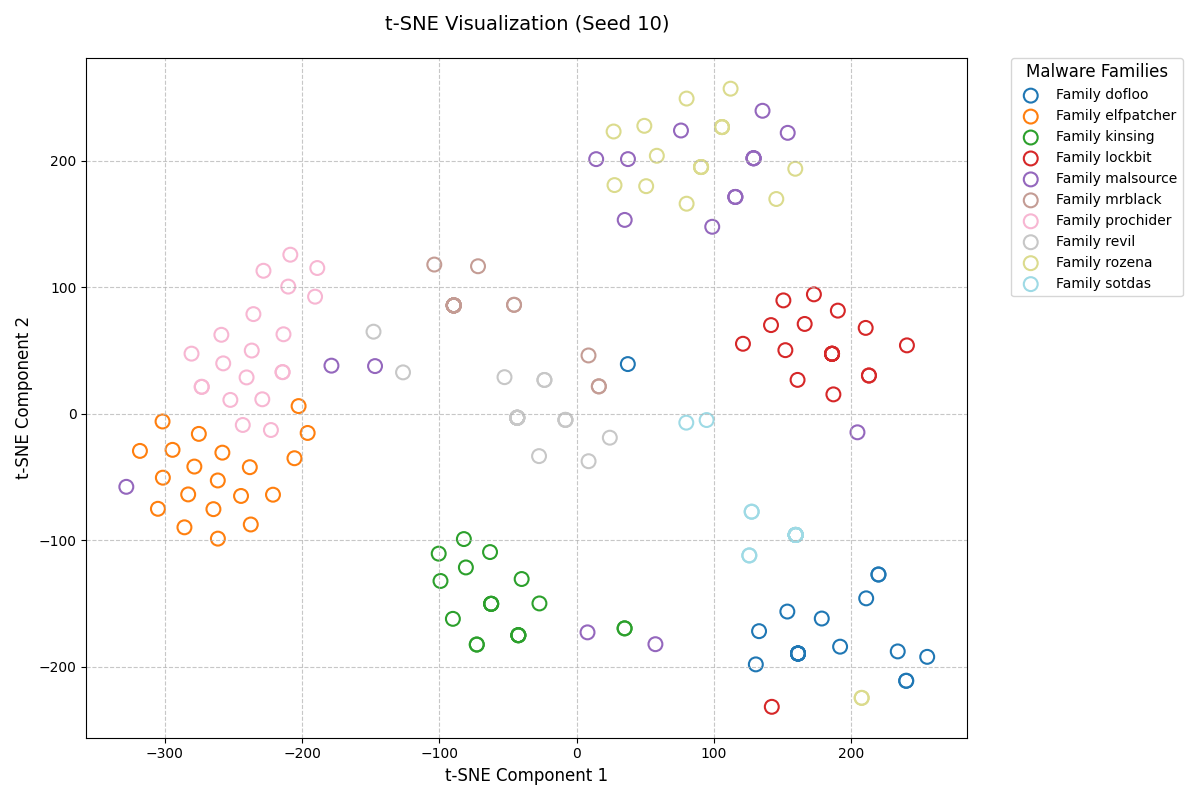 t-SNE Visualization (Seed 10)
Malware Families
Family dofloo
Family elfpatcher
Family kinsing
Family lockbit
Family malsource
Family mrblack
Family prochider
Family revil
Family rozena
Family sotdas
t-SNE Component 2
200
100
0
−100
−200
−300
−200
−100
0
100
200
t-SNE Component 1